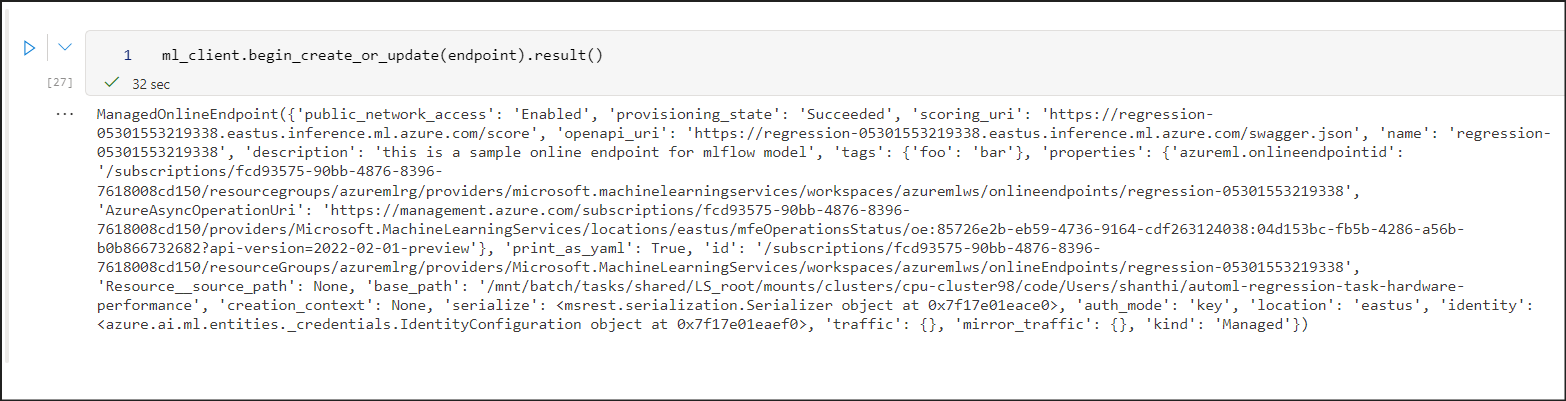 1 ml_client.begin_create_or_update(endpoint).result()
[27] 32 sec
... ManagedOnlineEndpoint({'public_network_access': 'Enabled', 'provisioning_state': 'Succeeded', 'scoring_uri': 'https://regression-
05301553219338.eastus.inference.ml.azure.com/score', 'openapi_uri': 'https://regression-05301553219338.eastus.inference.ml.azure.com/swagger.json', 'name': 'regression-
05301553219338', 'description': 'this is a sample online endpoint for mlflow model', 'tags': {'foo': 'bar'}, 'properties': {'azureml.onlineendpointid':
'/subscriptions/fcd93575-90bb-4876-8396-
7618008cd150/resourcegroups/azuremlrg/providers/microsoft.machinelearningservices/workspaces/azuremlws/onlineendpoints/regression-05301553219338',
'AzureAsyncOperationUri': 'https://management.azure.com/subscriptions/fcd93575-90bb-4876-8396-
7618008cd150/providers/Microsoft.MachineLearningServices/locations/eastus/mfeOperationsStatus/oe:85726e2b-eb59-4736-9164-cdf263124038:04d153bc-fb5b-4286-a56b-
b0b866732682?api-version=2022-02-01-preview'}, 'print_as_yaml': True, 'id': '/subscriptions/fcd93575-90bb-4876-8396-
7618008cd150/resourceGroups/azuremlrg/providers/Microsoft.MachineLearningServices/workspaces/azuremlws/onlineEndpoints/regression-05301553219338',
'Resource__source_path': None, 'base_path': '/mnt/batch/tasks/shared/LS_root/mounts/clusters/cpu-cluster98/code/Users/shanthi/automl-regression-task-hardware-
performance', 'creation_context': None, 'serialize': <msrest.serialization.Serializer object at 0x7f17e01eace0>, 'auth_mode': 'key', 'location': 'eastus', 'identity':
<azure.ai.ml.entities._credentials.IdentityConfiguration object at 0x7f17e01eaef0>, 'traffic': {}, 'mirror_traffic': {}, 'kind': 'Managed'})